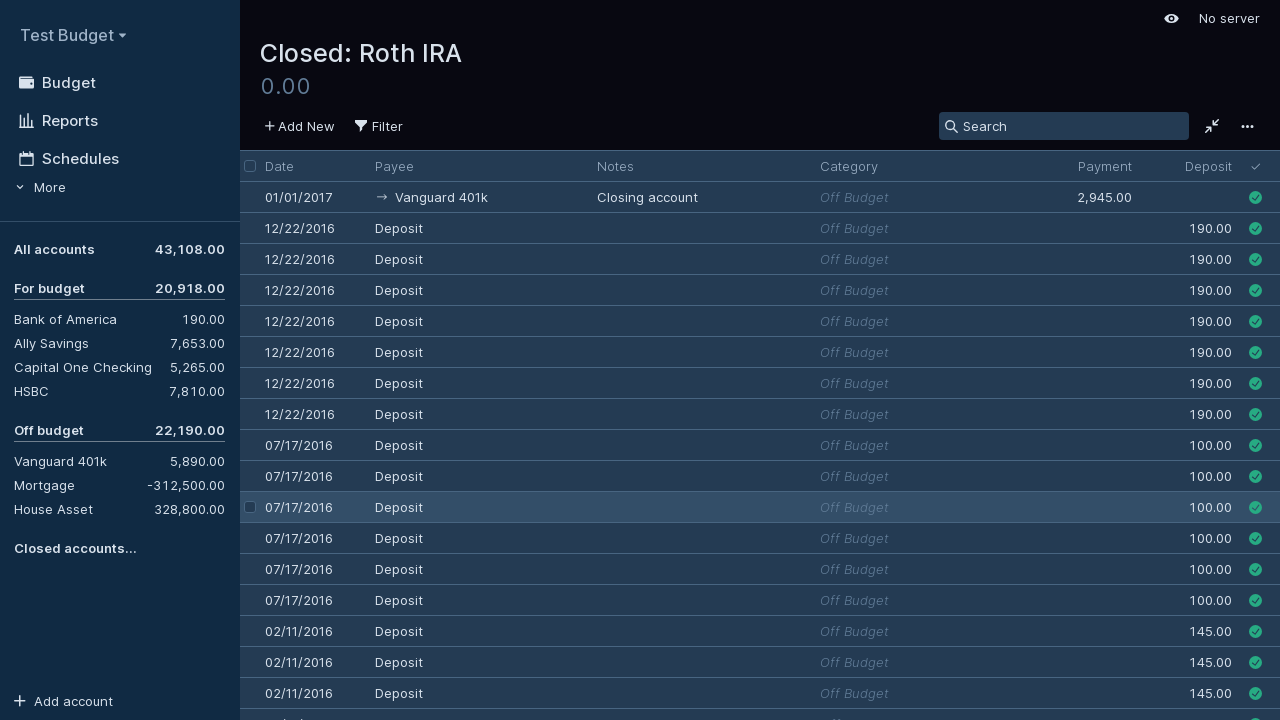 Test Budget
Budget
Reports
Schedules
More
All accounts 43,108.00
For budget 20,918.00
Bank of America 190.00
Ally Savings 7,653.00
Capital One Checking 5,265.00
HSBC 7,810.00
Off budget 22,190.00
Vanguard 401k 5,890.00
Mortgage -312,500.00
House Asset 328,800.00
Closed accounts...
Add account
No server
Closed: Roth IRA
0.00
Add New Filter Search
Date Payee Notes Category Payment Deposit
01/01/2017 → Vanguard 401k Closing account Off Budget 2,945.00
12/22/2016 Deposit Off Budget 190.00
12/22/2016 Deposit Off Budget 190.00
12/22/2016 Deposit Off Budget 190.00
12/22/2016 Deposit Off Budget 190.00
12/22/2016 Deposit Off Budget 190.00
12/22/2016 Deposit Off Budget 190.00
12/22/2016 Deposit Off Budget 190.00
07/17/2016 Deposit Off Budget 100.00
07/17/2016 Deposit Off Budget 100.00
07/17/2016 Deposit Off Budget 100.00
07/17/2016 Deposit Off Budget 100.00
07/17/2016 Deposit Off Budget 100.00
07/17/2016 Deposit Off Budget 100.00
02/11/2016 Deposit Off Budget 145.00
02/11/2016 Deposit Off Budget 145.00
02/11/2016 Deposit Off Budget 145.00